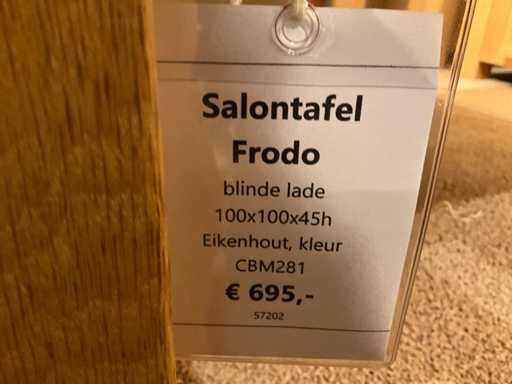 Salontafel
Frodo
blinde lade
100x100x45h
Eikenhout, kleur
CBM281
€ 695,-
57202